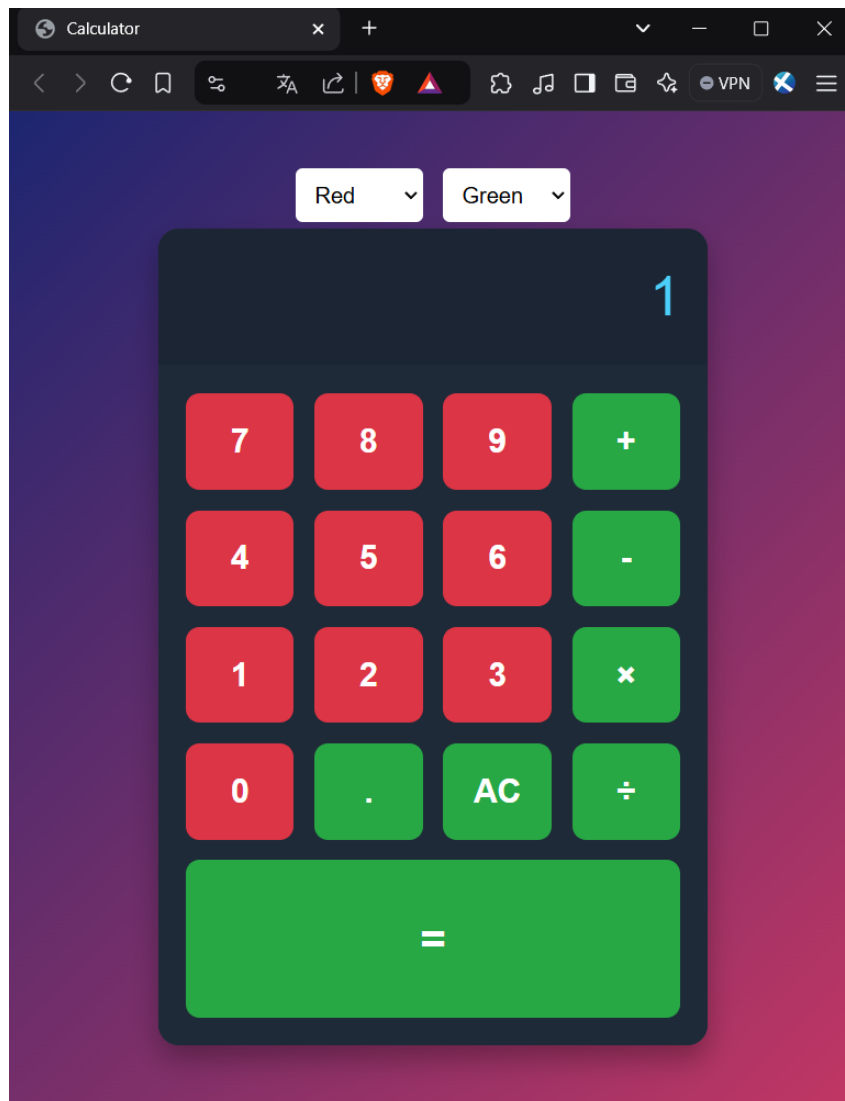 Calculator
VPN
Red Green
1
7 8 9 +
4 5 6 -
1 2 3 ×
0 . AC ÷
=